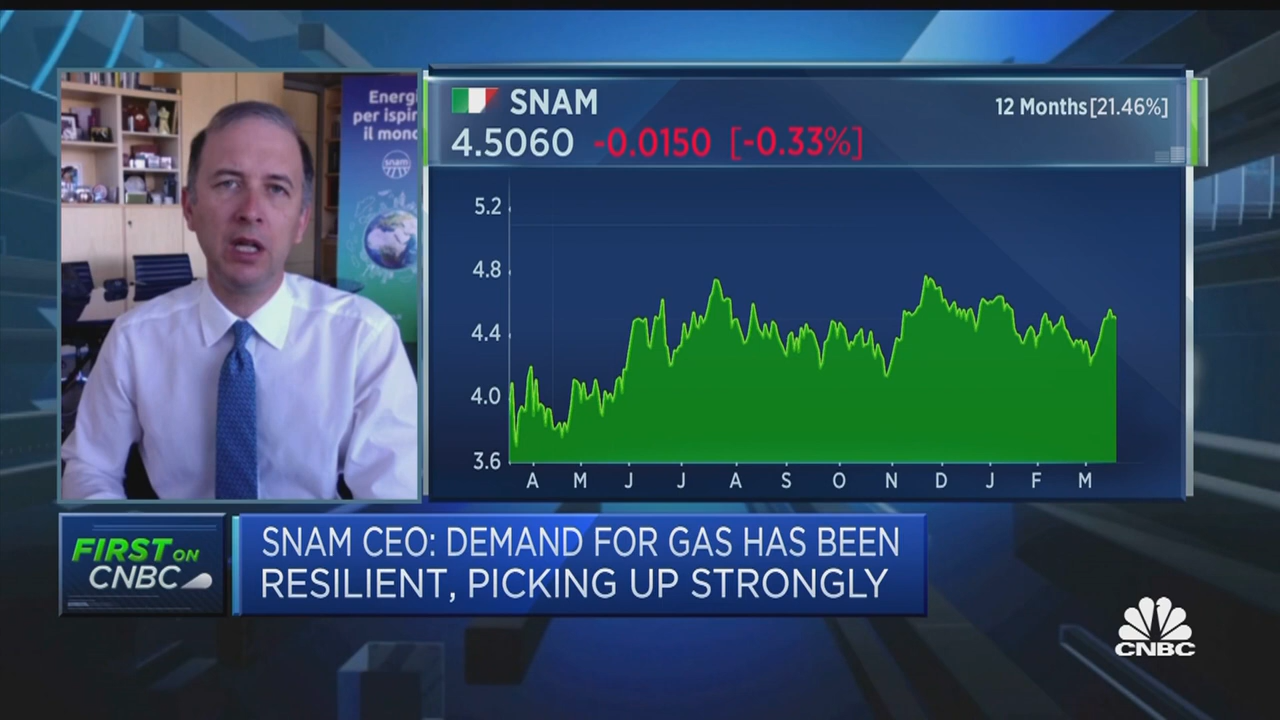 Energi
per ispir
il mond
snam
SNAM
12 Months [21.46%]
4.5060 -0.0150 [-0.33%]
5.2
4.8
4.4
4.0
3.6
A M J J A S O N D J F M
FIRST ON
CNBC
SNAM CEO: DEMAND FOR GAS HAS BEEN
RESILIENT, PICKING UP STRONGLY
CNBC